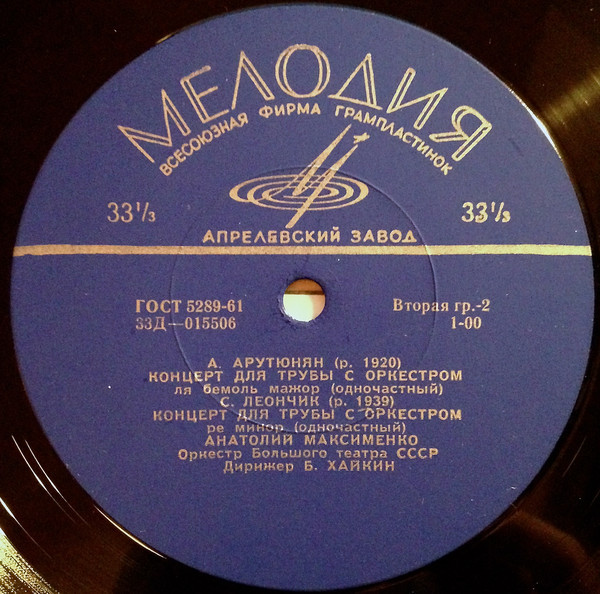 МЕЛОДИЯ
ВСЕСОЮЗНАЯ ФИРМА ГРАМПЛАСТИНОК
33⅓ 33⅓
АПРЕЛЕВСКИЙ ЗАВОД
ГОСТ 5289-61 Вторая гр.-2
33Д—015506 1-00
А. АРУТЮНЯН (р. 1920)
КОНЦЕРТ ДЛЯ ТРУБЫ С ОРКЕСТРОМ
ля бемоль мажор (одночастный)
С. ЛЕОНЧИК (р. 1939)
КОНЦЕРТ ДЛЯ ТРУБЫ С ОРКЕСТРОМ
ре минор (одночастный)
АНАТОЛИЙ МАКСИМЕНКО
Оркестр Большого театра СССР
Дирижер Б. ХАЙКИН